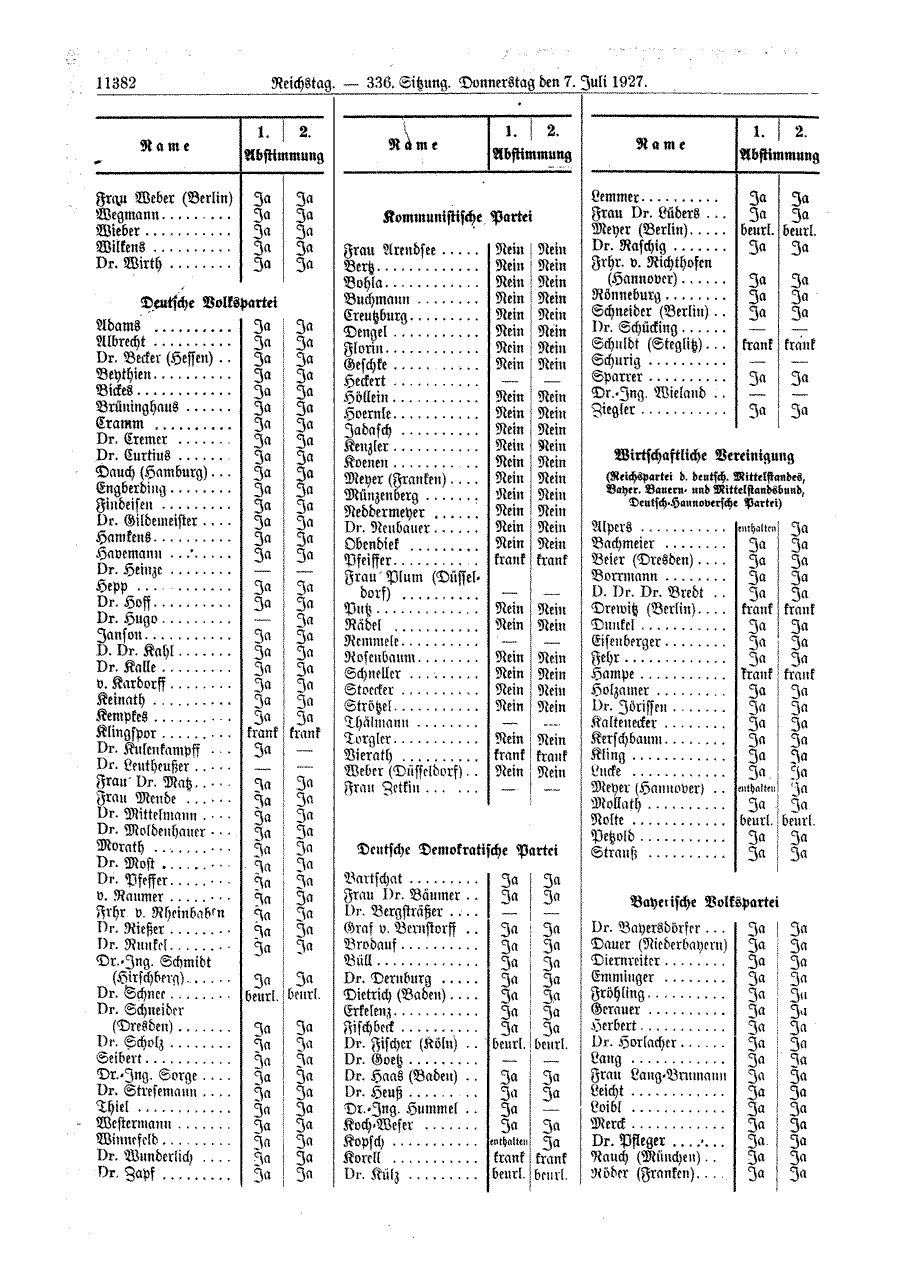 11382 Reichstag. — 336. Sitzung. Donnerstag den 7. Juli 1927.
Name 1. 2.
Abstimmung
Frau Weber (Berlin) Ja Ja
Wegmann......... Ja Ja
Wieber .......... Ja Ja
Wilkens ......... Ja Ja
Dr. Wirth ........ Ja Ja
Deutsche Volkspartei
Adams .......... Ja Ja
Albrecht .......... Ja Ja
Dr. Becker (Hessen) .. Ja Ja
Beythien.......... Ja Ja
Bickes............ Ja Ja
Brüninghaus ...... Ja Ja
Cramm .......... Ja Ja
Dr. Cremer ....... Ja Ja
Dr. Curtius ....... Ja Ja
Dauch (Hamburg)... Ja Ja
Engberding........ Ja Ja
Findeisen ......... Ja Ja
Dr. Gildemeister .... Ja Ja
Hamkens.......... Ja Ja
Havemann ....... Ja Ja
Dr. Heinze ........ — —
Hepp ............ Ja Ja
Dr. Hoff.......... Ja Ja
Dr. Hugo......... — Ja
Janson........... Ja Ja
D. Dr. Kahl....... Ja Ja
Dr. Kalle ......... Ja Ja
v. Kardorff ........ Ja Ja
Keinath .......... Ja Ja
Kempkes ......... Ja Ja
Klingspor ......... krank krank
Dr. Kulenkampff ... Ja —
Dr. Leutheußer ..... — —
Frau Dr. Matz..... Ja Ja
Frau Mende ...... Ja Ja
Dr. Mittelmann .... Ja Ja
Dr. Moldenhauer ... Ja Ja
Morath .......... Ja Ja
Dr. Most ......... Ja Ja
Dr. Pfeffer........ Ja Ja
v. Raumer ........ Ja Ja
Frhr. v. Rheinbaben Ja Ja
Dr. Rießer ........ Ja Ja
Dr. Runkel........ Ja Ja
Dr.-Ing. Schmidt
(Hirschberg)...... Ja Ja
Dr. Schnee ........ beurl. beurl.
Dr. Schneider
(Dresden) ....... Ja Ja
Dr. Scholz ........ Ja Ja
Seibert........... Ja Ja
Dr.-Ing. Sorge .... Ja Ja
Dr. Stresemann .... Ja Ja
Thiel ............ Ja Ja
Westermann ...... Ja Ja
Winnefeld ........ Ja Ja
Dr. Wunderlich .... Ja Ja
Dr. Zapf ......... Ja Ja
Name 1. 2.
Abstimmung
Kommunistische Partei
Frau Arendsee ..... Nein Nein
Bertz............. Nein Nein
Bohla............ Nein Nein
Buchmann ........ Nein Nein
Creutzburg......... Nein Nein
Dengel ........... Nein Nein
Florin............ Nein Nein
Geschke .......... Nein Nein
Heckert .......... — —
Höllein........... Nein Nein
Hoernle........... Nein Nein
Jadasch .......... Nein Nein
Kenzler........... Nein Nein
Koenen........... Nein Nein
Meyer (Franken).... Nein Nein
Münzenberg ....... Nein Nein
Neddermeyer ...... Nein Nein
Dr. Neubauer...... Nein Nein
Obendiek ......... Nein Nein
Pfeiffer........... krank krank
Frau Plum (Düssel-
dorf) .......... — —
Putz ............. Nein Nein
Rädel ........... Nein Nein
Remmele.......... — —
Rosenbaum........ Nein Nein
Schneller ......... Nein Nein
Stoecker .......... Nein Nein
Strötzel........... Nein Nein
Thälmann ........ — —
Torgler........... Nein Nein
Vierath .......... krank krank
Weber (Düsseldorf).. Nein Nein
Frau Zetkin ....... — —
Deutsche Demokratische Partei
Bartschat ......... Ja Ja
Frau Dr. Bäumer .. Ja Ja
Dr. Bergsträßer .... — —
Graf v. Bernstorff .. Ja Ja
Brodauf.......... Ja Ja
Büll............. Ja Ja
Dr. Dernburg ..... Ja Ja
Dietrich (Baden).... Ja Ja
Erkelenz.......... Ja Ja
Fischbeck ......... Ja Ja
Dr. Fischer (Köln) .. beurl. beurl.
Dr. Goetz ........ — —
Dr. Haas (Baden) .. Ja Ja
Dr. Heuß ........ Ja Ja
Dr.-Ing. Hummel .. Ja —
Koch-Weser ....... Ja Ja
Kopsch .......... enthalten Ja
Korell ........... krank krank
Dr. Külz ......... beurl. beurl.
Name 1. 2.
Abstimmung
Lemmer.......... Ja Ja
Frau Dr. Lüders ... Ja Ja
Meyer (Berlin)..... beurl. beurl.
Dr. Raschig ....... Ja Ja
Frhr. v. Richthofen
(Hannover)...... Ja Ja
Rönneburg........ Ja Ja
Schneider (Berlin) .. Ja Ja
Dr. Schücking...... — —
Schuldt (Steglitz)... krank krank
Schurig .......... — —
Sparrer .......... Ja Ja
Dr.-Ing. Wieland .. — —
Ziegler ........... Ja Ja
Wirtschaftliche Vereinigung
(Reichspartei d. deutsch. Mittelstandes,
Bayer. Bauern- und Mittelstandsbund,
Deutsch-Hannoversche Partei)
Alpers ........... enthalten Ja
Bachmeier ........ Ja Ja
Beier (Dresden).... Ja Ja
Borrmann ........ Ja Ja
D. Dr. Dr. Bredt .. Ja Ja
Drewitz (Berlin).... krank krank
Dunkel........... Ja Ja
Eisenberger........ Ja Ja
Fehr ............ Ja Ja
Hampe .......... krank krank
Holzamer ......... Ja Ja
Dr. Jörissen ....... Ja Ja
Kaltenecker ....... Ja Ja
Kerschbaum....... Ja Ja
Kling............ Ja Ja
Lucke ........... Ja Ja
Meyer (Hannover) .. enthalten Ja
Mollath .......... Ja Ja
Nolte ............ beurl. beurl.
Petzold........... Ja Ja
Strauß .......... Ja Ja
Bayerische Volkspartei
Dr. Bayersdörfer ... Ja Ja
Dauer (Niederbayern) Ja Ja
Diernreiter........ Ja Ja
Emminger ........ Ja Ja
Fröhling.......... Ja Ja
Gerauer .......... Ja Ja
Herbert........... Ja Ja
Dr. Horlacher ..... Ja Ja
Lang ............ Ja Ja
Frau Lang-Brumann Ja Ja
Leicht ........... Ja Ja
Loibl ............ Ja Ja
Merck ........... Ja Ja
Dr. Pfleger ....... Ja Ja
Rauch (München) .. Ja Ja
Röder (Franken).... Ja Ja